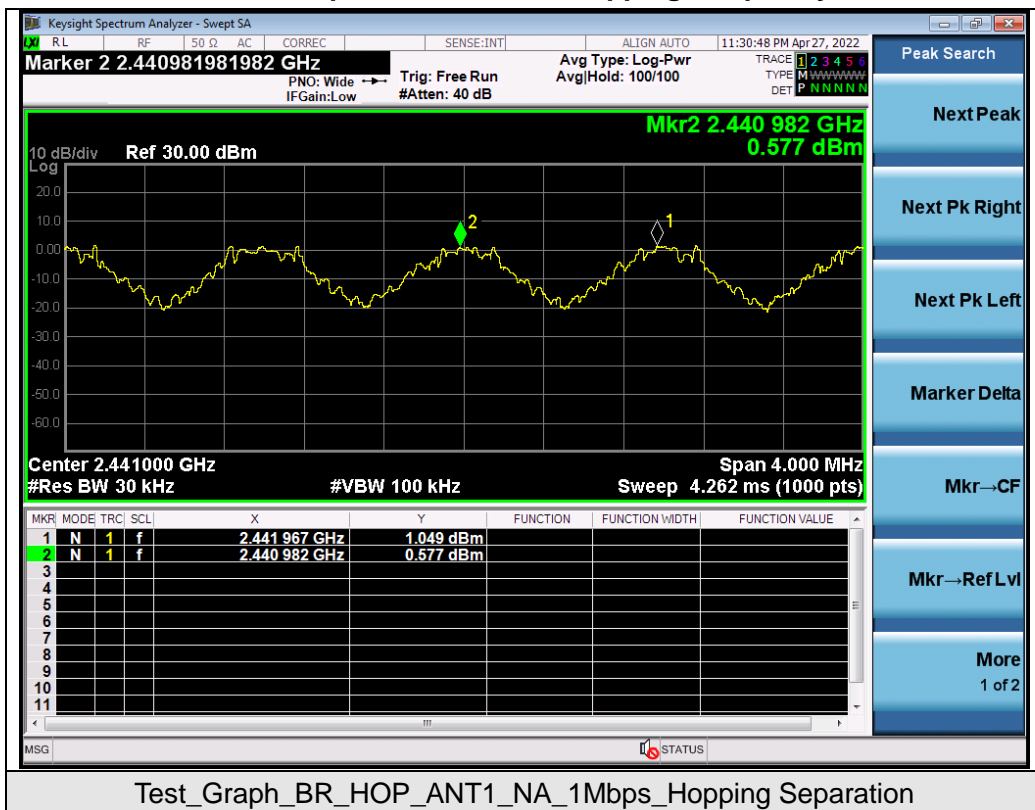 Keysight Spectrum Analyzer - Swept SA
LXI RL RF 50 Ω AC CORREC SENSE:INT ALIGN AUTO 11:30:48 PM Apr 27, 2022
Marker 2 2.440981981982 GHz
PNO: Wide
IFGain:Low
Trig: Free Run
#Atten: 40 dB
Avg Type: Log-Pwr
Avg|Hold: 100/100
TRACE 1 2 3 4 5 6
TYPE M WWWWW
DET P N N N N N
Peak Search
Next Peak
Next Pk Right
Next Pk Left
Marker Delta
Mkr→CF
Mkr→Ref Lvl
More
1 of 2
Mkr2 2.440 982 GHz
0.577 dBm
10 dB/div Ref 30.00 dBm
Log
20.0
10.0
0.00
-10.0
-20.0
-30.0
-40.0
-50.0
-60.0
2
1
Center 2.441000 GHz Span 4.000 MHz
#Res BW 30 kHz #VBW 100 kHz Sweep 4.262 ms (1000 pts)
MKR MODE TRC SCL X Y FUNCTION FUNCTION WIDTH FUNCTION VALUE
1 N 1 f 2.441 967 GHz 1.049 dBm
2 N 1 f 2.440 982 GHz 0.577 dBm
3
4
5
6
7
8
9
10
11
MSG STATUS
Test_Graph_BR_HOP_ANT1_NA_1Mbps_Hopping Separation